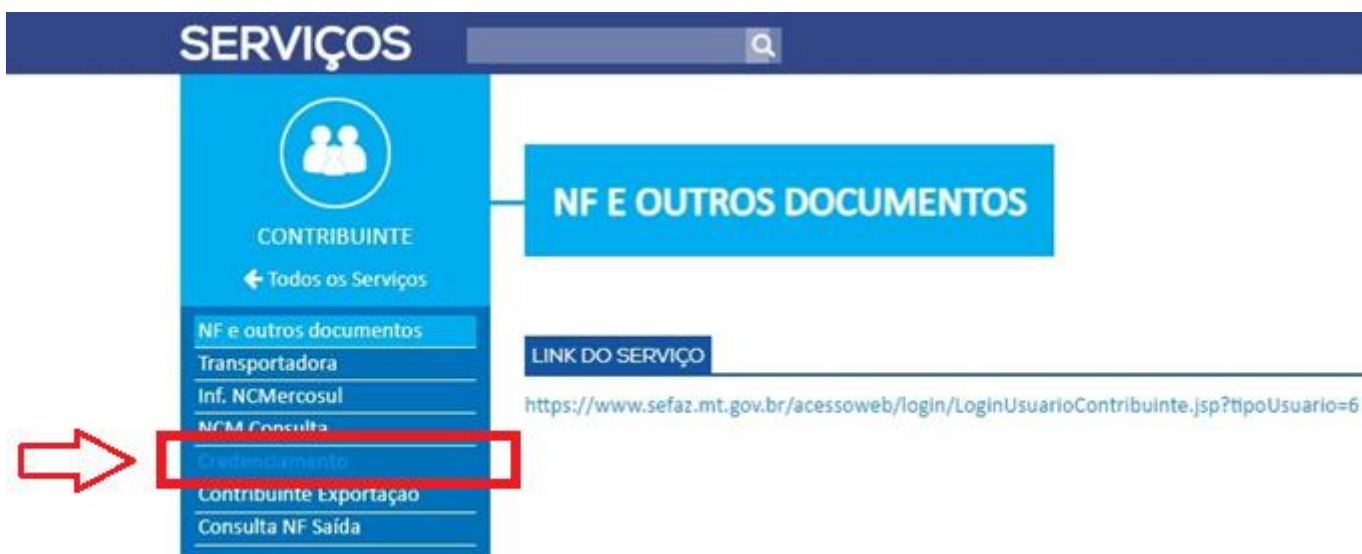 SERVIÇOS
CONTRIBUINTE
Todos os Serviços
NF e outros documentos
Transportadora
Inf. NCMercosul
NCM Consulta
Credenciamento
Contribuinte Exportação
Consulta NF Saída
NF E OUTROS DOCUMENTOS
LINK DO SERVIÇO
https://www.sefaz.mt.gov.br/acessoweb/login/LoginUsuarioContribuinte.jsp?tipoUsuario=6